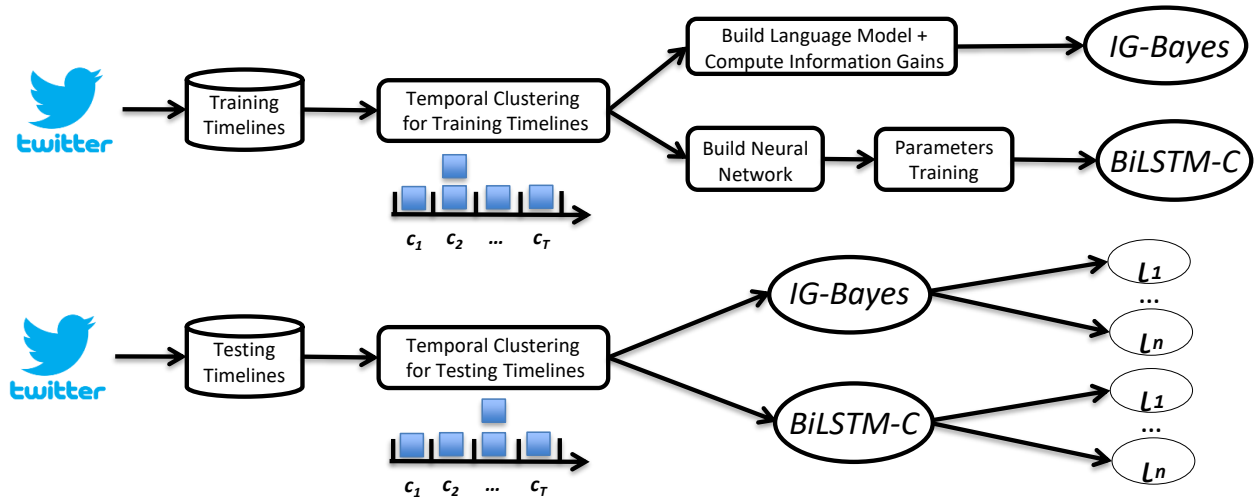 Build Language Model +
Compute Information Gains
IG-Bayes
twitter
Training
Timelines
Temporal Clustering
for Training Timelines
Build Neural
Network
Parameters
Training
BiLSTM-C
c1 c2 ... cT
IG-Bayes
l1
...
ln
twitter
Testing
Timelines
Temporal Clustering
for Testing Timelines
BiLSTM-C
l1
...
ln
c1 c2 ... cT